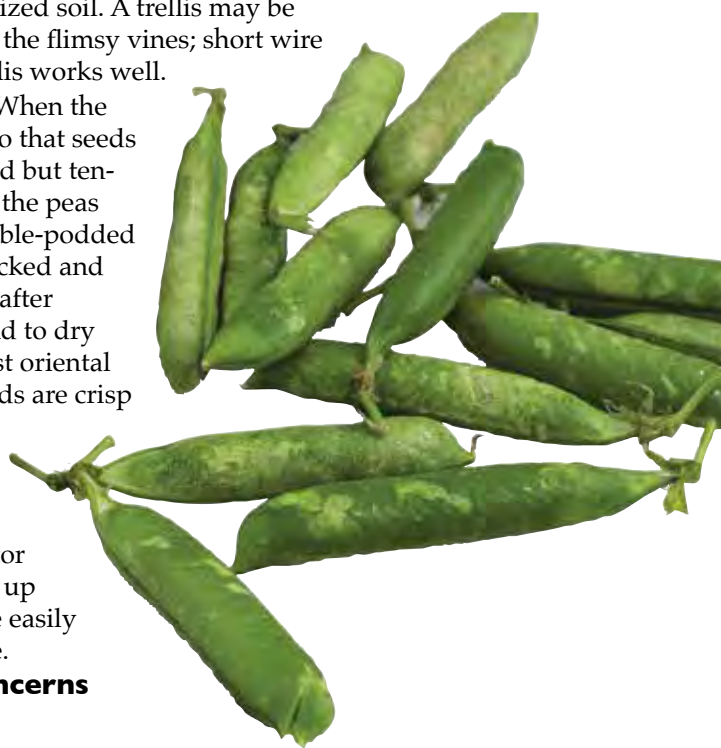 ized soil. A trellis may be
the flimsy vines; short wire
lis works well.
When the
o that seeds
d but ten-
the peas
ble-podded
cked and
after
d to dry
st oriental
ds are crisp
or
up
e easily
e.
ncerns